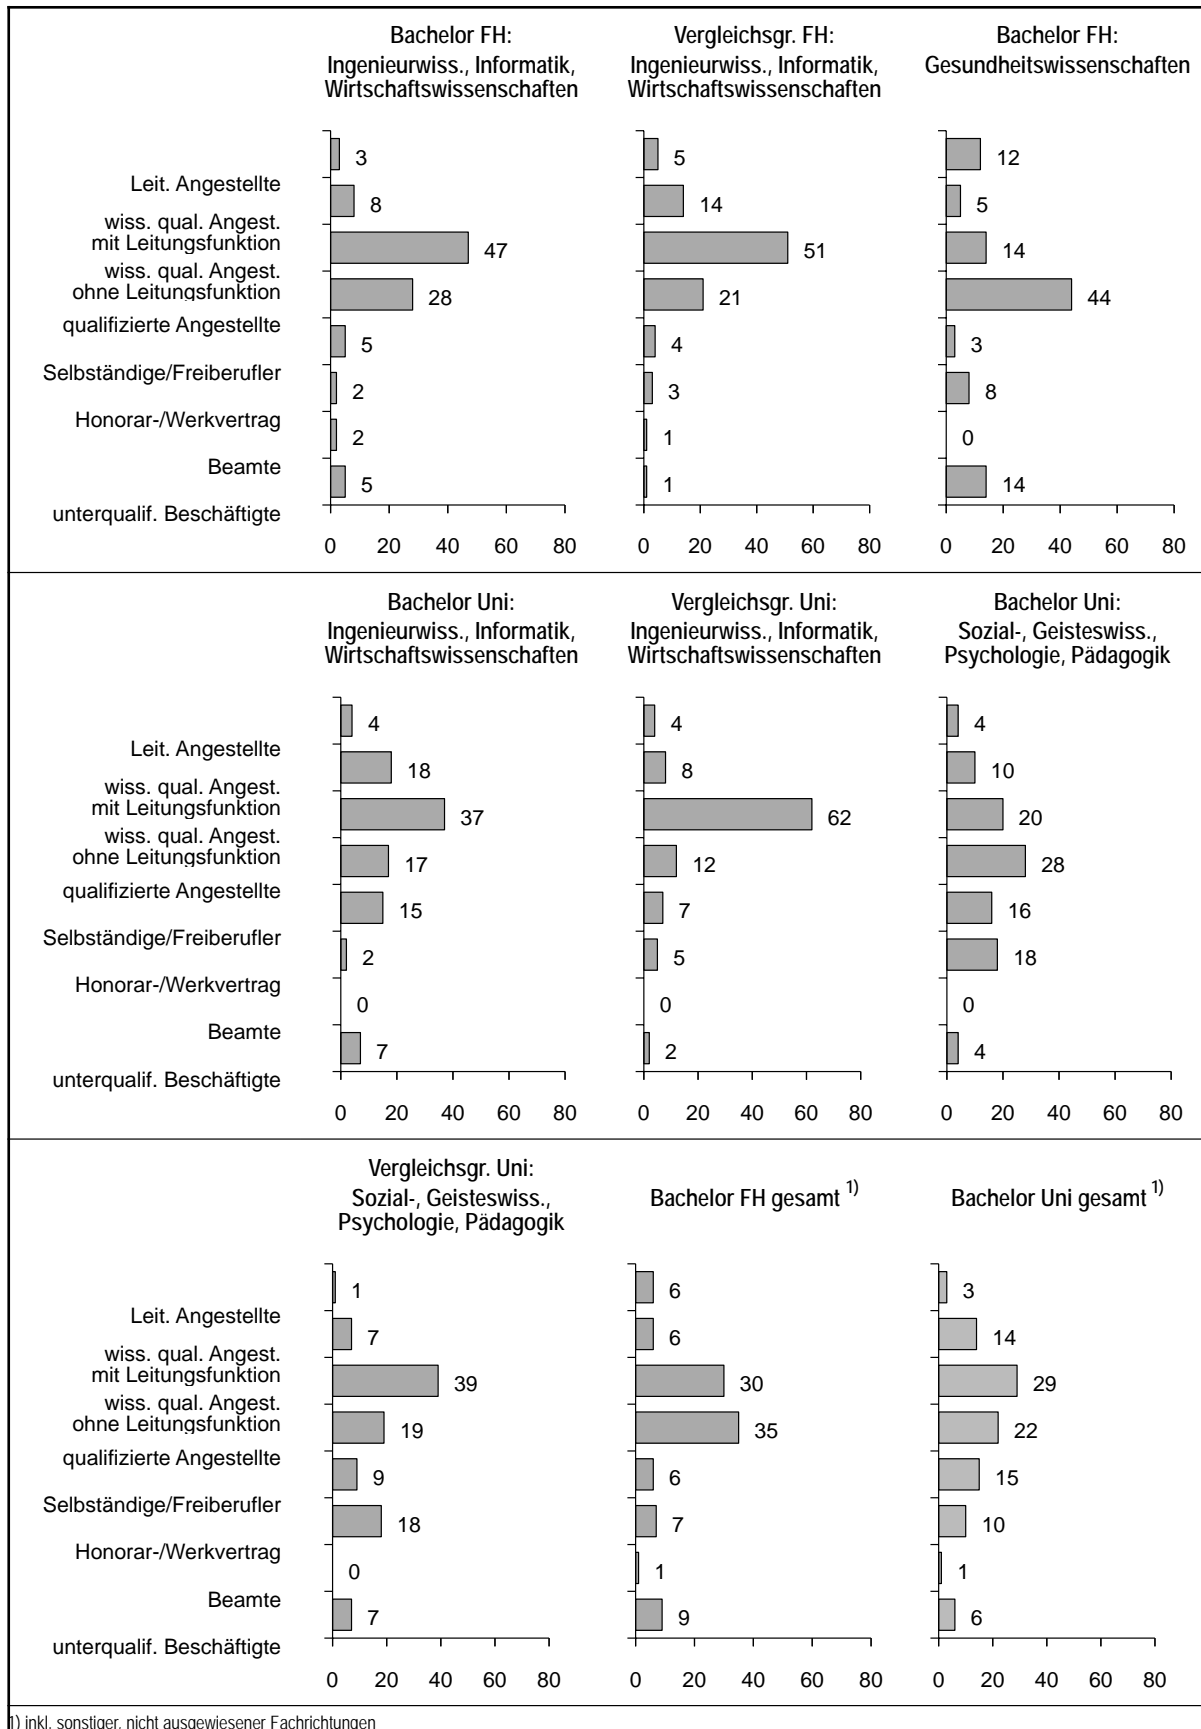 Bachelor FH:
Ingenieurwiss., Informatik,
Wirtschaftswissenschaften
Vergleichsgr. FH:
Ingenieurwiss., Informatik,
Wirtschaftswissenschaften
Bachelor FH:
Gesundheitswissenschaften
3 5 12
Leit. Angestellte
8 14 5
wiss. qual. Angest.
mit Leitungsfunktion
47 51 14
wiss. qual. Angest.
ohne Leitungsfunktion
28 21 44
qualifizierte Angestellte
5 4 3
Selbständige/Freiberufler
2 3 8
Honorar-/Werkvertrag
2 1 0
Beamte
5 1 14
unterqualif. Beschäftigte
0 20 40 60 80 0 20 40 60 80 0 20 40 60 80
Bachelor Uni:
Ingenieurwiss., Informatik,
Wirtschaftswissenschaften
Vergleichsgr. Uni:
Ingenieurwiss., Informatik,
Wirtschaftswissenschaften
Bachelor Uni:
Sozial-, Geisteswiss.,
Psychologie, Pädagogik
4 4 4
Leit. Angestellte
18 8 10
wiss. qual. Angest.
mit Leitungsfunktion
37 62 20
wiss. qual. Angest.
ohne Leitungsfunktion
17 12 28
qualifizierte Angestellte
15 7 16
Selbständige/Freiberufler
2 5 18
Honorar-/Werkvertrag
0 0 0
Beamte
7 2 4
unterqualif. Beschäftigte
0 20 40 60 80 0 20 40 60 80 0 20 40 60 80
Vergleichsgr. Uni:
Sozial-, Geisteswiss.,
Psychologie, Pädagogik
Bachelor FH gesamt 1)
Bachelor Uni gesamt 1)
1 6 3
Leit. Angestellte
7 6 14
wiss. qual. Angest.
mit Leitungsfunktion
39 30 29
wiss. qual. Angest.
ohne Leitungsfunktion
19 35 22
qualifizierte Angestellte
9 6 15
Selbständige/Freiberufler
18 7 10
Honorar-/Werkvertrag
0 1 1
Beamte
7 9 6
unterqualif. Beschäftigte
0 20 40 60 80 0 20 40 60 80 0 20 40 60 80
1) inkl. sonstiger, nicht ausgewiesener Fachrichtungen